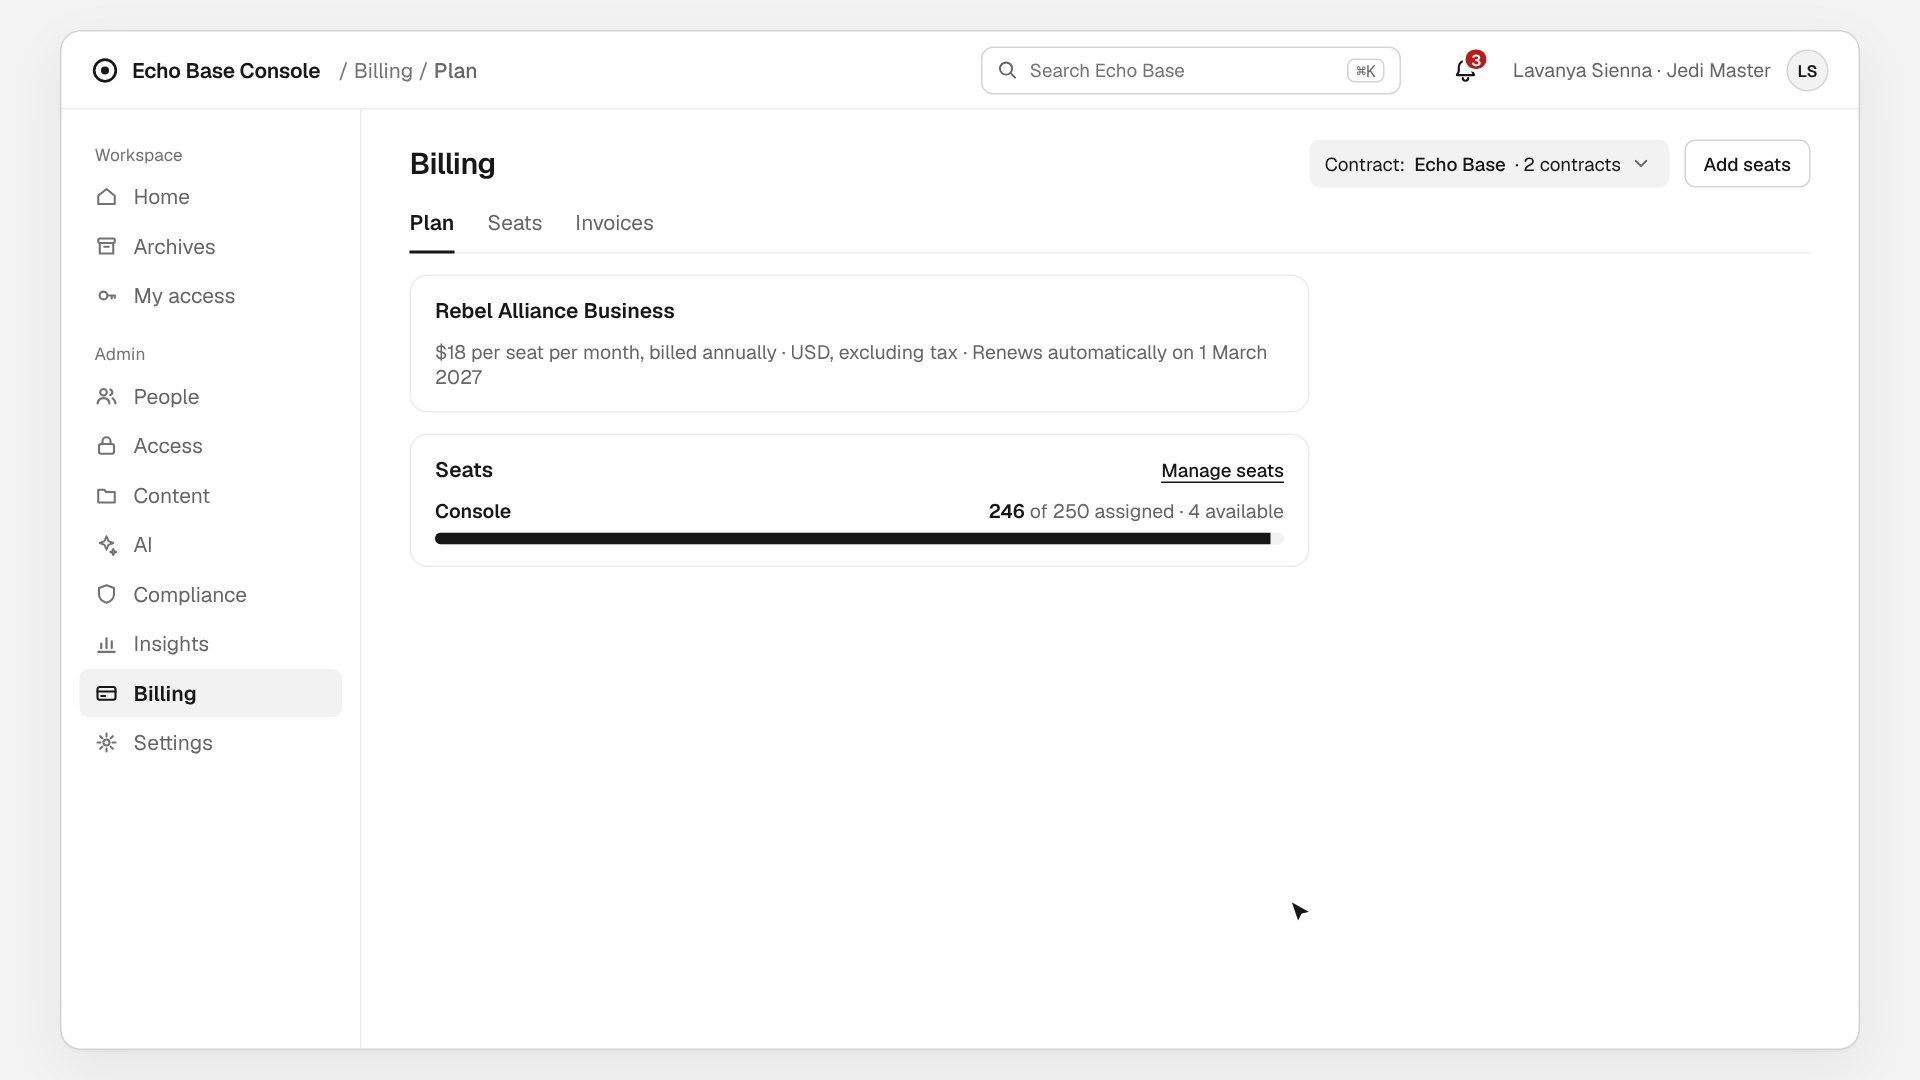 Echo Base Console / Billing / Plan
Search Echo Base ⌘K
3
Lavanya Sienna · Jedi Master LS
Workspace
Home
Archives
My access
Admin
People
Access
Content
AI
Compliance
Insights
Billing
Settings
Billing
Contract: Echo Base · 2 contracts
Add seats
Plan Seats Invoices
Rebel Alliance Business
$18 per seat per month, billed annually · USD, excluding tax · Renews automatically on 1 March
2027
Seats Manage seats
Console 246 of 250 assigned · 4 available